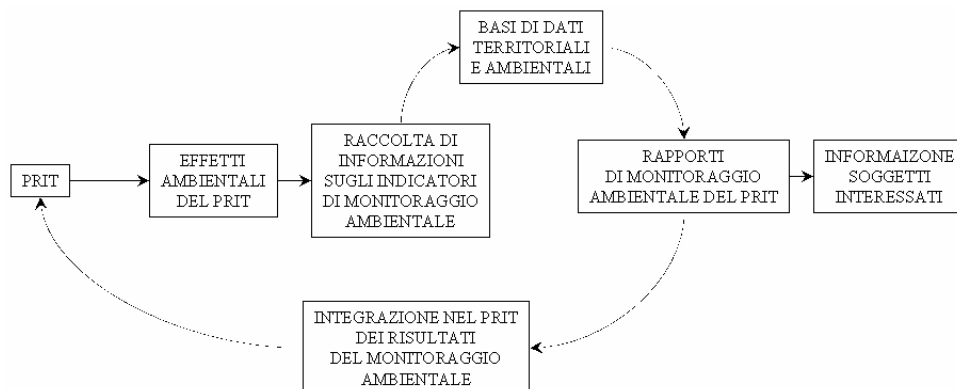 BASI DI DATI
TERRITORIALI
E AMBIENTALI
PRIT
EFFETTI
AMBIENTALI
DEL PRIT
RACCOLTA DI
INFORMAZIONI
SUGLI INDICATORI
DI MONITORAGGIO
AMBIENTALE
RAPPORTI
DI MONITORAGGIO
AMBIENTALE DEL PRIT
INFORMAIZONE
SOGGETTI
INTERESSATI
INTEGRAZIONE NEL PRIT
DEI RISULTATI
DEL MONITORAGGIO
AMBIENTALE